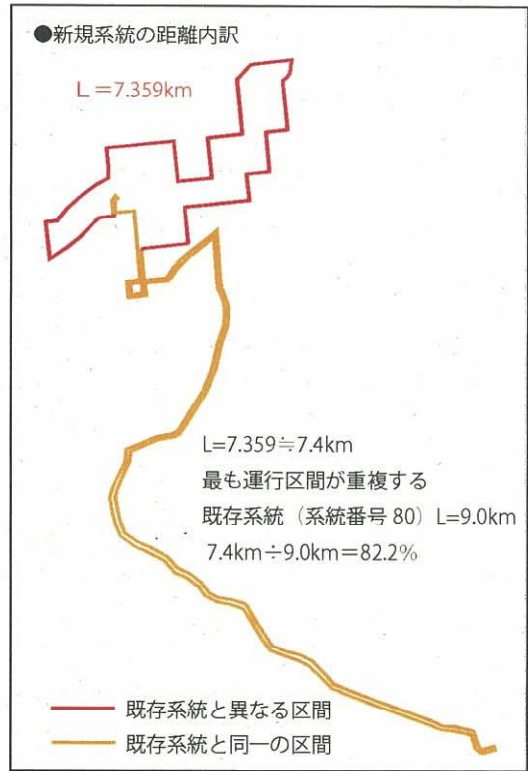 ●新規系統の距離内訳
L＝7.359km
L=7.359≒7.4km
最も運行区間が重複する
既存系統（系統番号 80）L=9.0km
7.4km÷9.0km＝82.2%
既存系統と異なる区間
既存系統と同一の区間